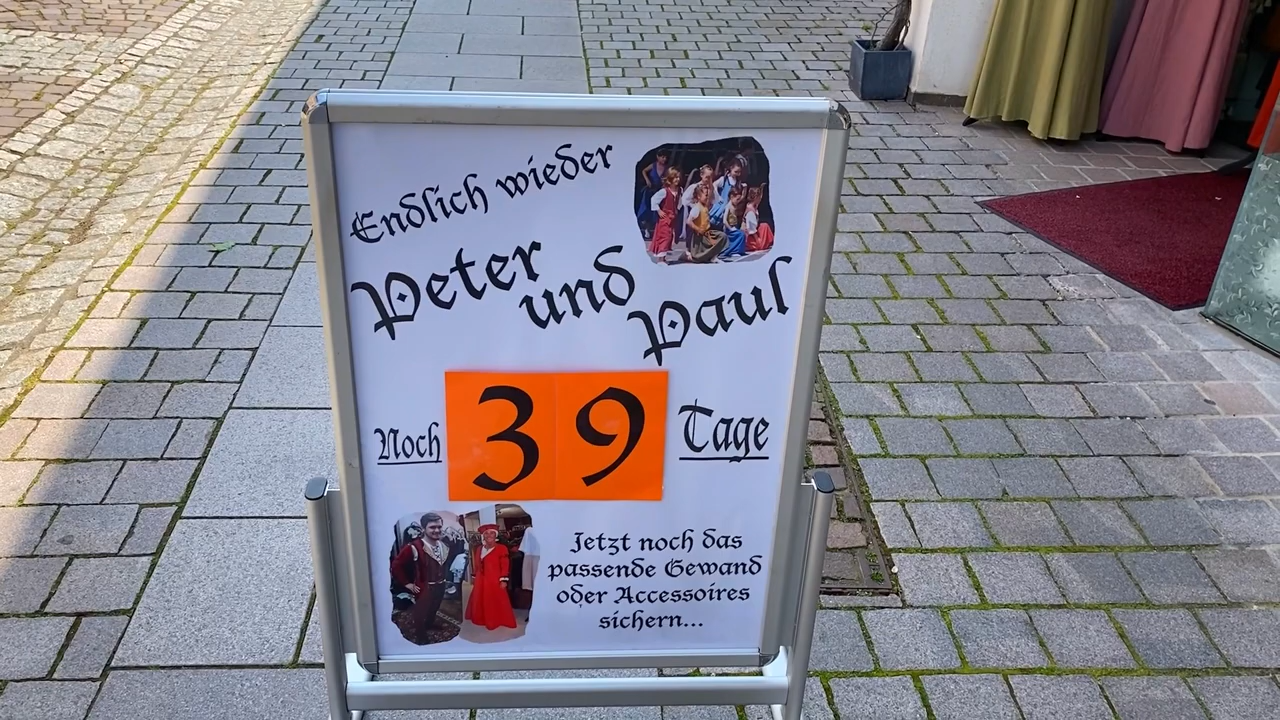 Endlich wieder
Peter
und
Paul
Noch 39 Tage
Jetzt noch das
passende Gewand
oder Accessoires
sichern...